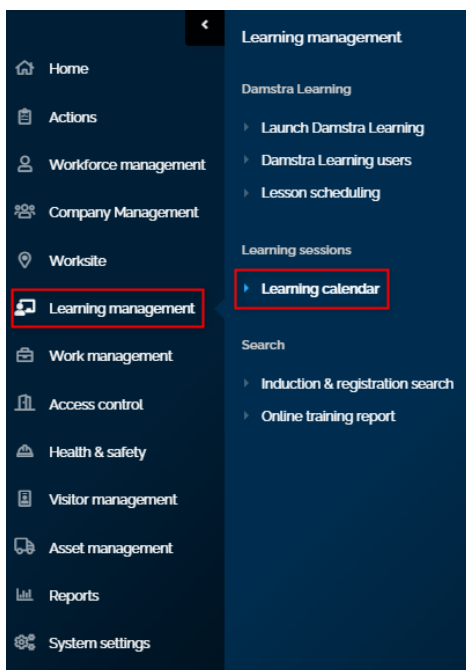 Home
Actions
Workforce management
Company Management
Worksite
Learning management
Work management
Access control
Health & safety
Visitor management
Asset management
Reports
System settings
Learning management
Damstra Learning
Launch Damstra Learning
Damstra Learning users
Lesson scheduling
Learning sessions
Learning calendar
Search
Induction & registration search
Online training report